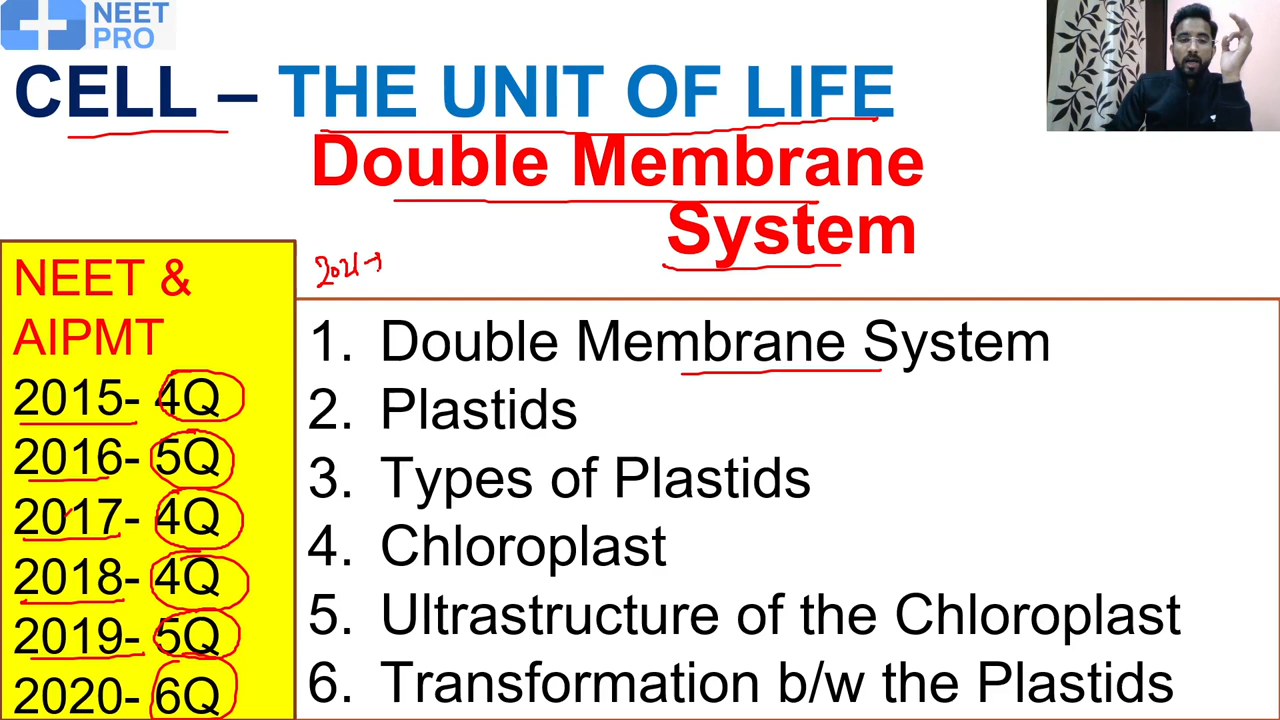 NEET
PRO
CELL – THE UNIT OF LIFE
Double Membrane
System
2021→
NEET &
AIPMT
2015- 4Q
2016- 5Q
2017- 4Q
2018- 4Q
2019- 5Q
2020- 6Q
1. Double Membrane System
2. Plastids
3. Types of Plastids
4. Chloroplast
5. Ultrastructure of the Chloroplast
6. Transformation b/w the Plastids